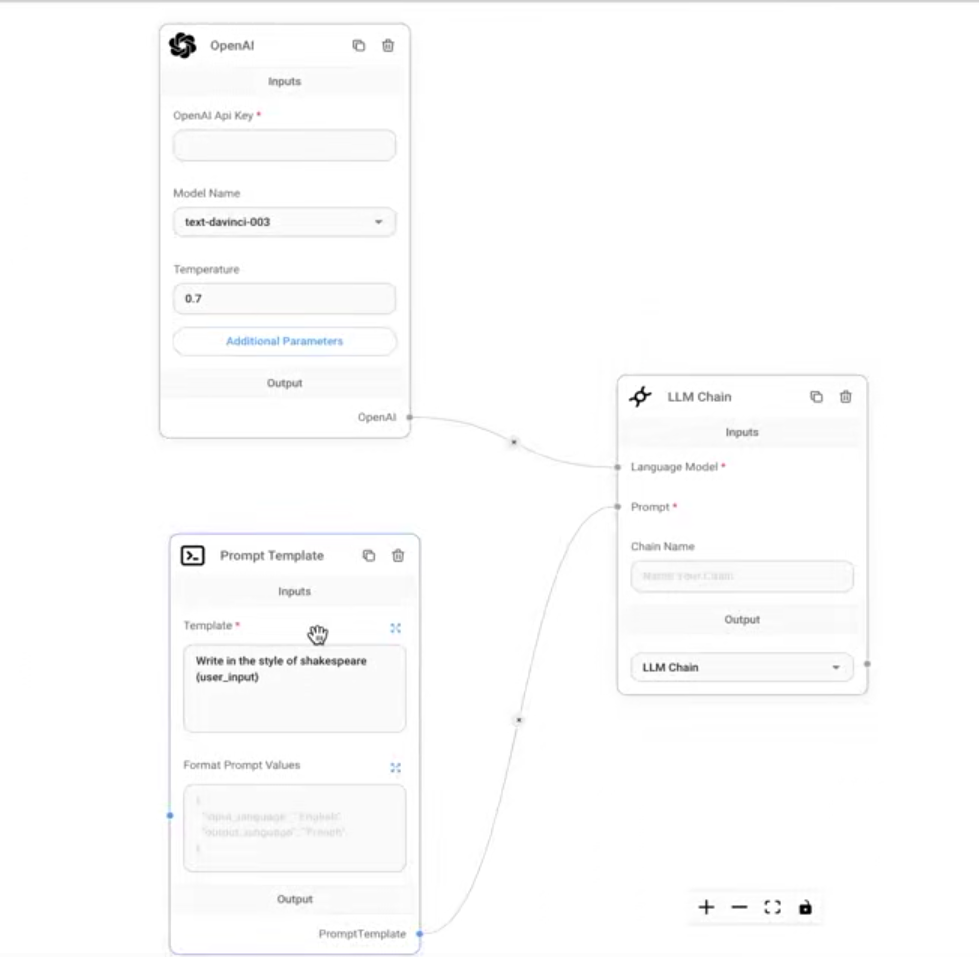 OpenAI
Inputs
OpenAI Api Key *
Model Name
text-davinci-003
Temperature
0.7
Additional Parameters
Output
OpenAI
LLM Chain
Inputs
Language Model *
Prompt *
Chain Name
Name Your Chain
Output
LLM Chain
Prompt Template
Inputs
Template *
Write in the style of shakespeare
(user_input)
Format Prompt Values
{
"input_language": "English",
"output_language": "French"
}
Output
PromptTemplate